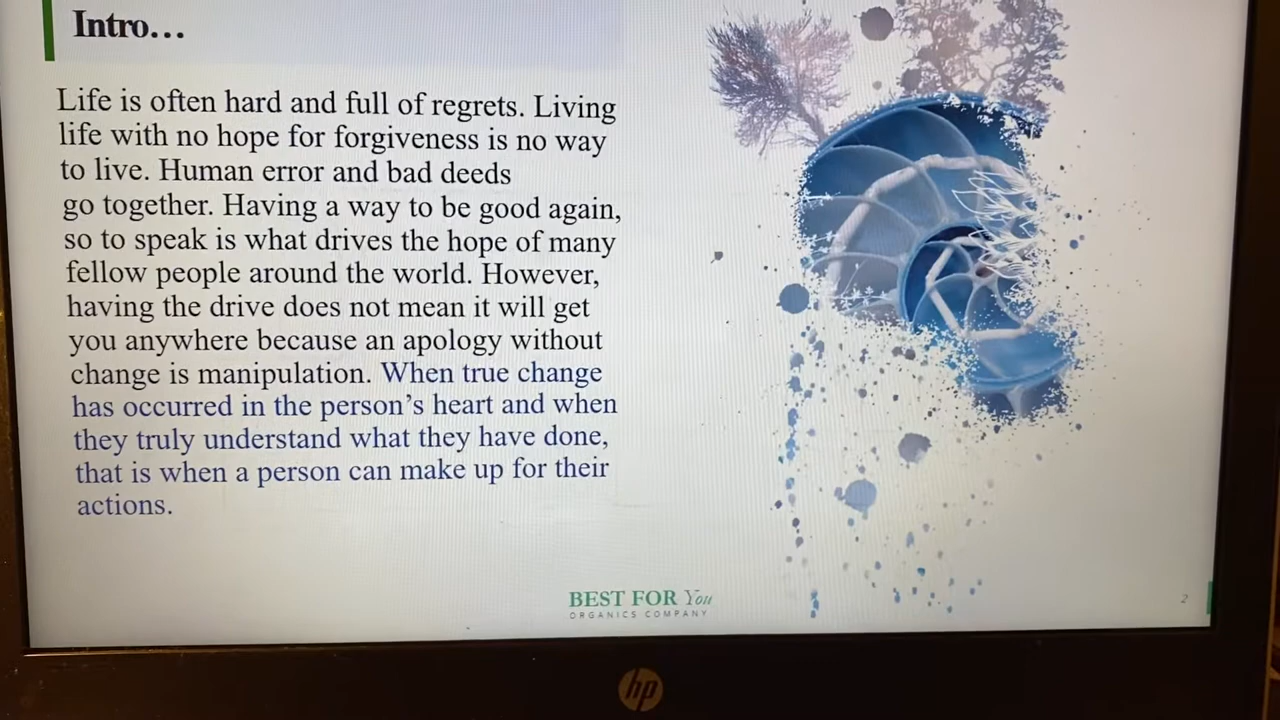 Intro...
Life is often hard and full of regrets. Living
life with no hope for forgiveness is no way
to live. Human error and bad deeds
go together. Having a way to be good again,
so to speak is what drives the hope of many
fellow people around the world. However,
having the drive does not mean it will get
you anywhere because an apology without
change is manipulation. When true change
has occurred in the person’s heart and when
they truly understand what they have done,
that is when a person can make up for their
actions.
BEST FOR You
ORGANICS COMPANY
2
hp